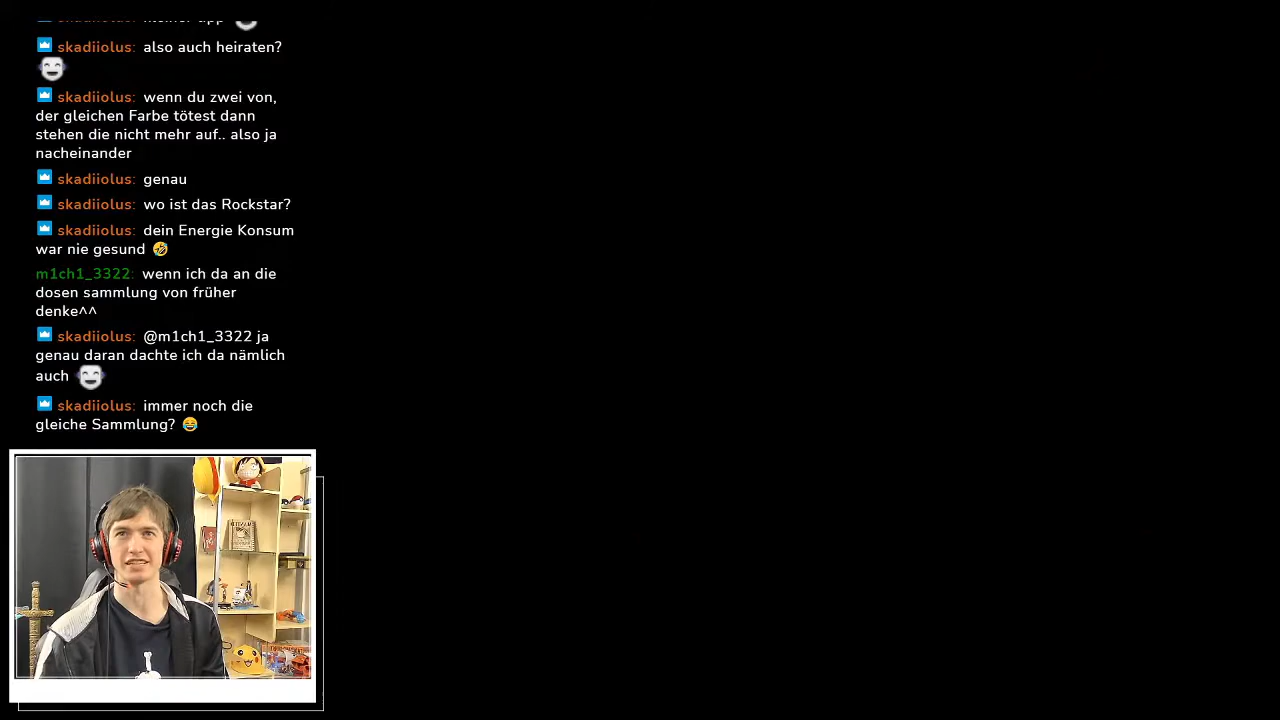 skadiiolus: also auch heiraten?
skadiiolus: wenn du zwei von,
der gleichen Farbe tötest dann
stehen die nicht mehr auf.. also ja
nacheinander
skadiiolus: genau
skadiiolus: wo ist das Rockstar?
skadiiolus: dein Energie Konsum
war nie gesund 🤣
m1ch1_3322: wenn ich da an die
dosen sammlung von früher
denke^^
skadiiolus: @m1ch1_3322 ja
genau daran dachte ich da nämlich
auch
skadiiolus: immer noch die
gleiche Sammlung? 😂